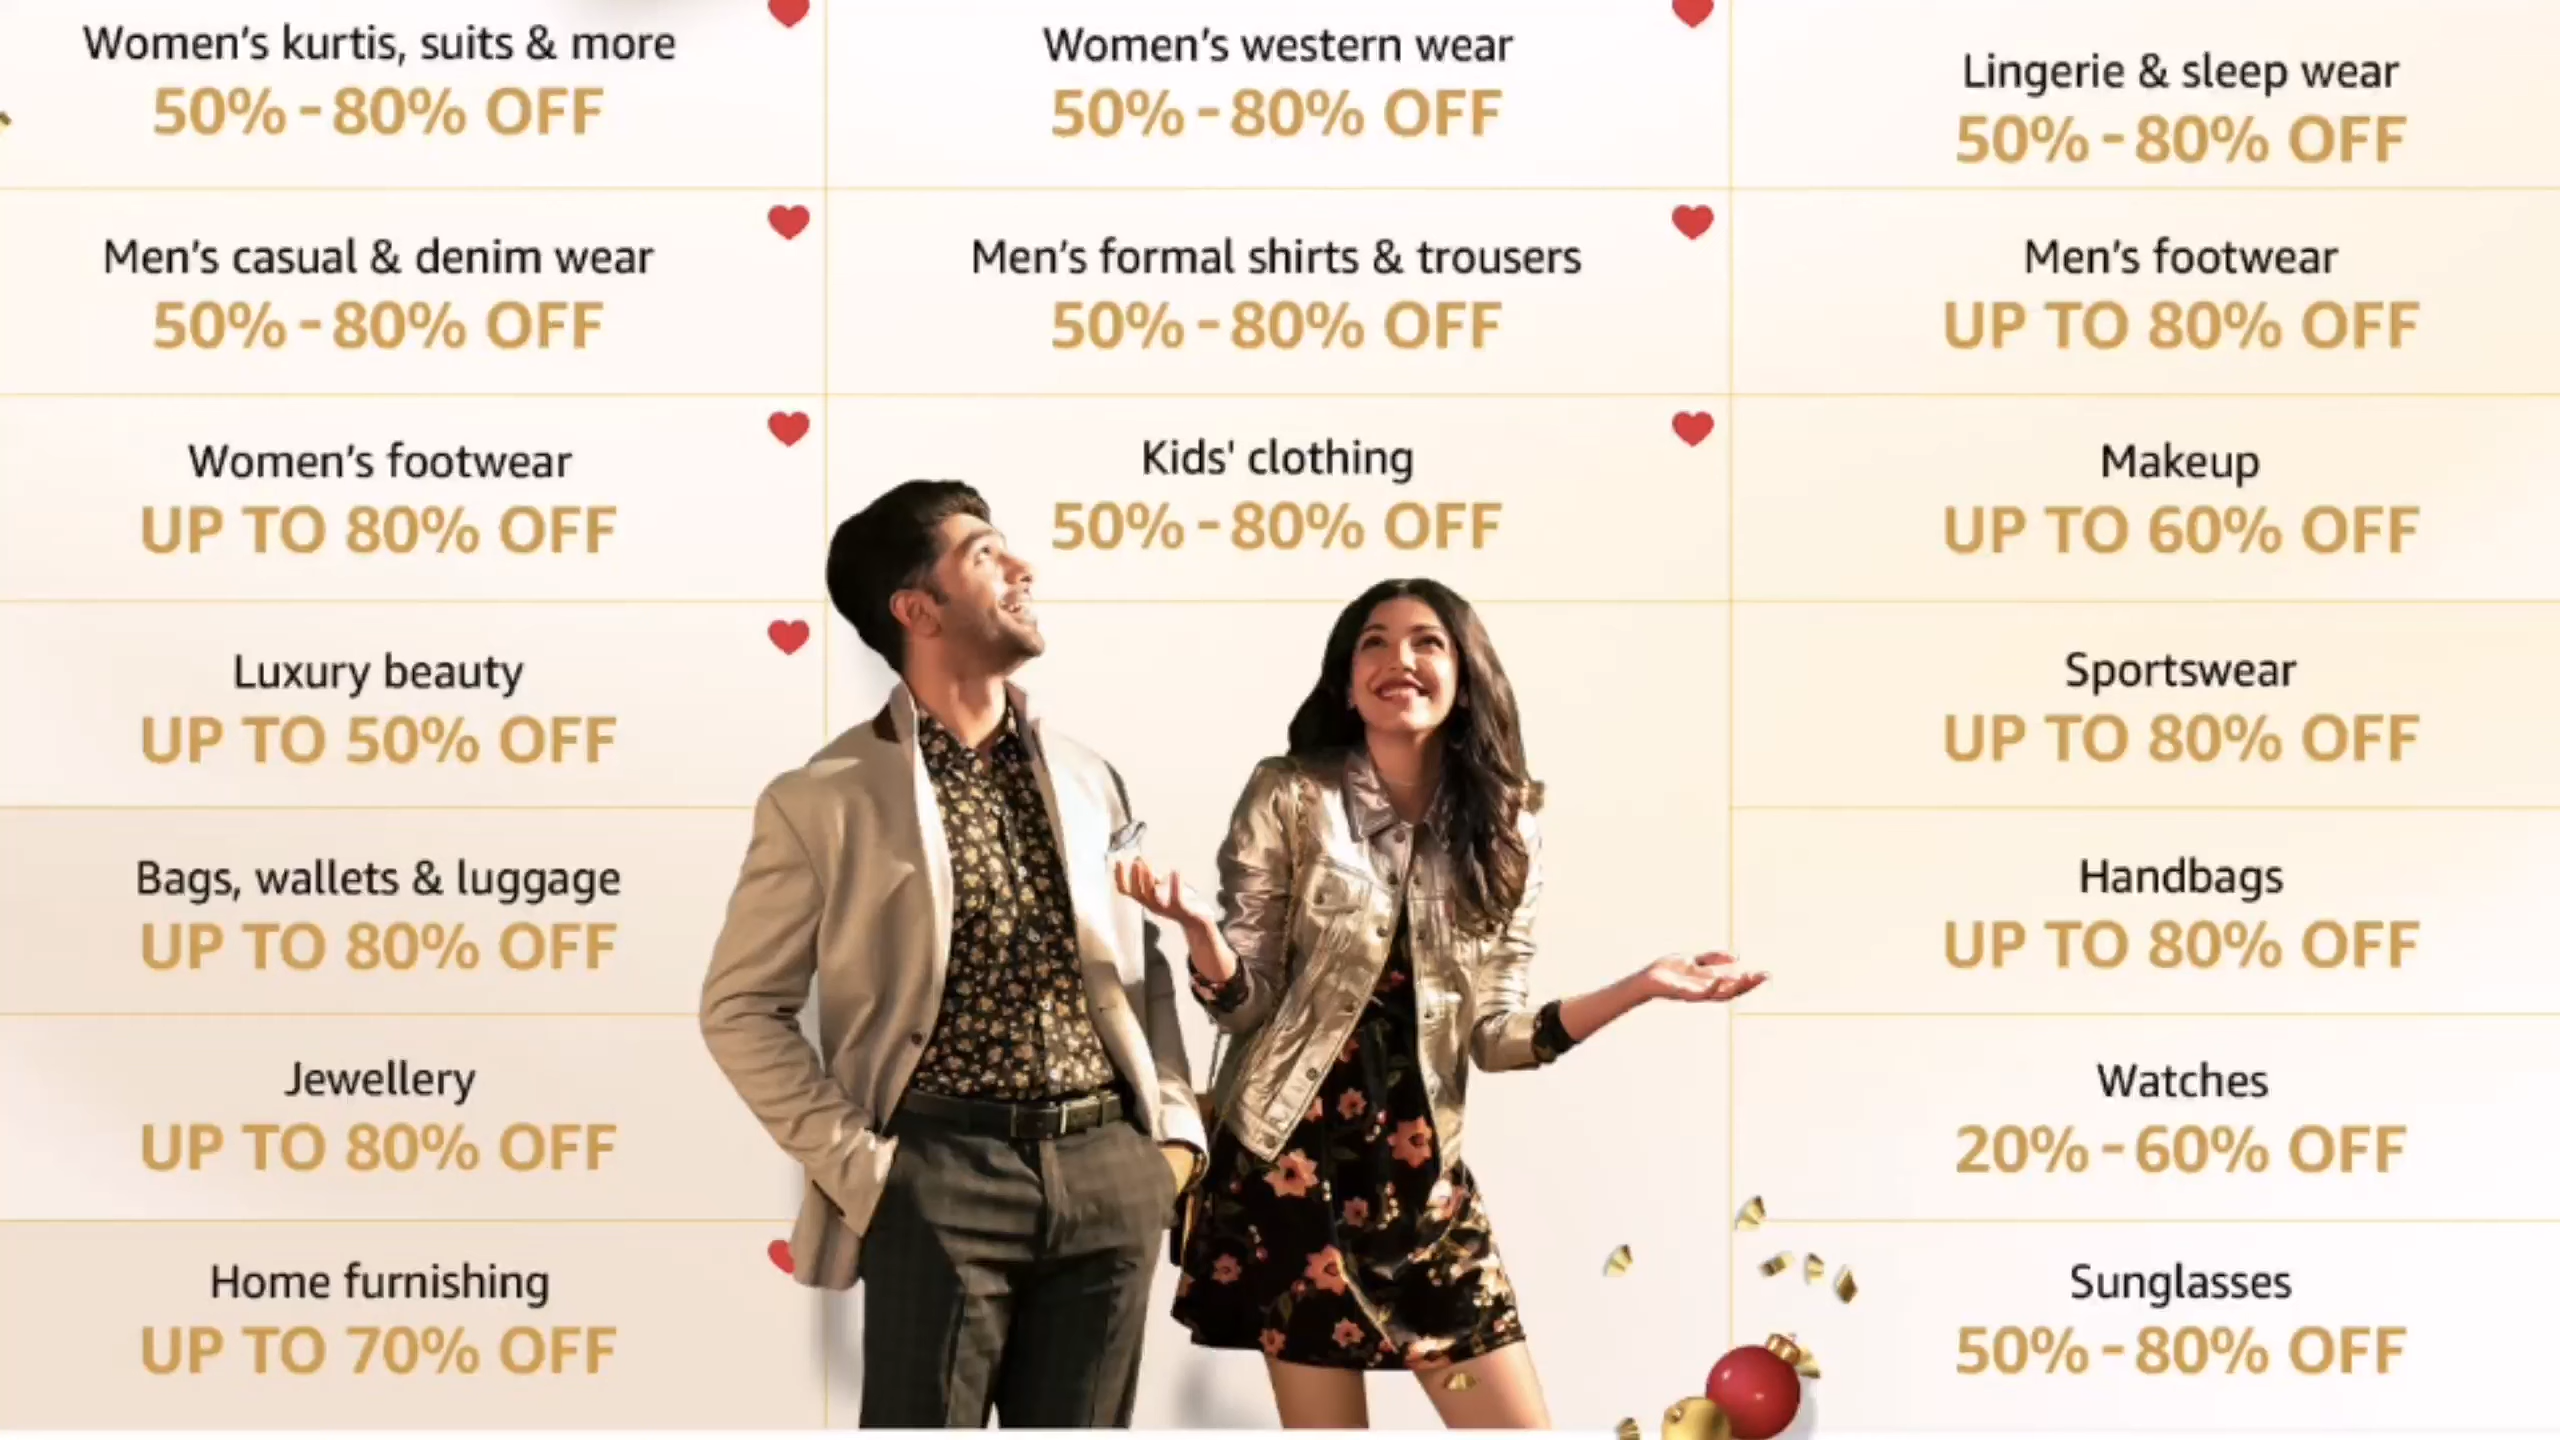 Women’s kurtis, suits & more
50% - 80% OFF
Women’s western wear
50% - 80% OFF
Lingerie & sleep wear
50% - 80% OFF
Men’s casual & denim wear
50% - 80% OFF
Men’s formal shirts & trousers
50% - 80% OFF
Men’s footwear
UP TO 80% OFF
Women’s footwear
UP TO 80% OFF
Kids' clothing
50% - 80% OFF
Makeup
UP TO 60% OFF
Luxury beauty
UP TO 50% OFF
Sportswear
UP TO 80% OFF
Bags, wallets & luggage
UP TO 80% OFF
Handbags
UP TO 80% OFF
Jewellery
UP TO 80% OFF
Watches
20% - 60% OFF
Home furnishing
UP TO 70% OFF
Sunglasses
50% - 80% OFF